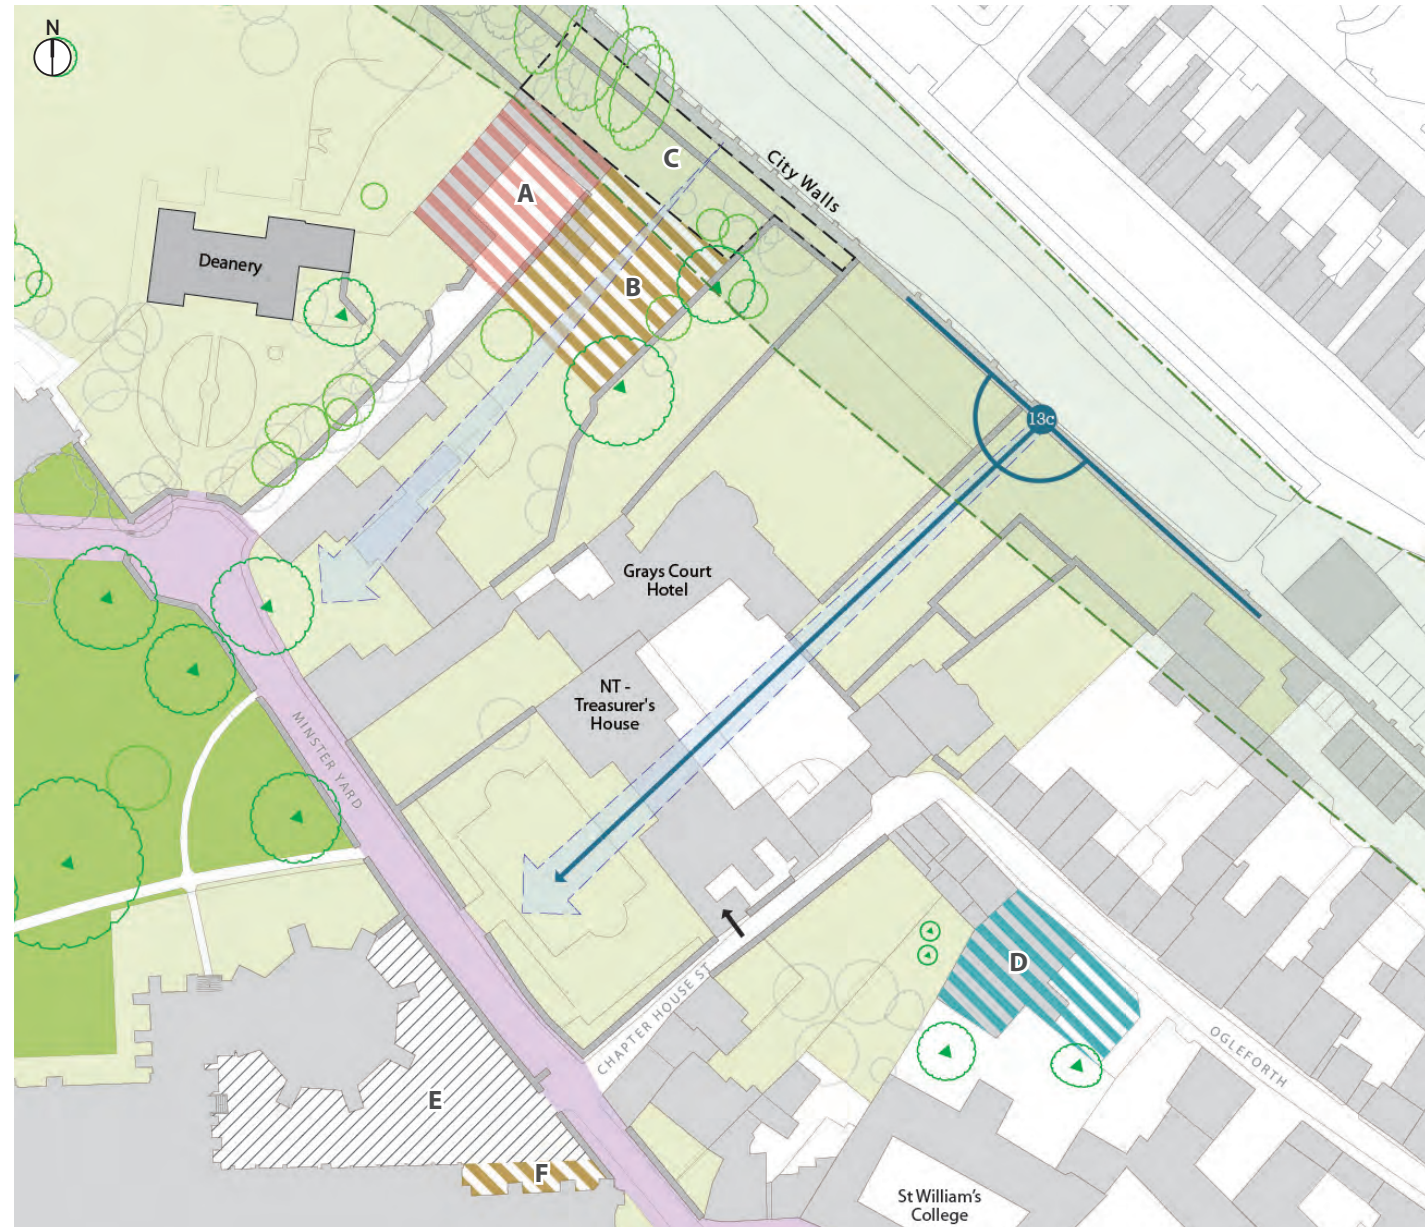 N
C
City Walls
A
Deanery
B
13c
Grays Court
Hotel
NT -
Treasurer's
House
MINSTER YARD
D
CHAPTER HOUSE ST
OGLEFORTH
E
F
St William's
College